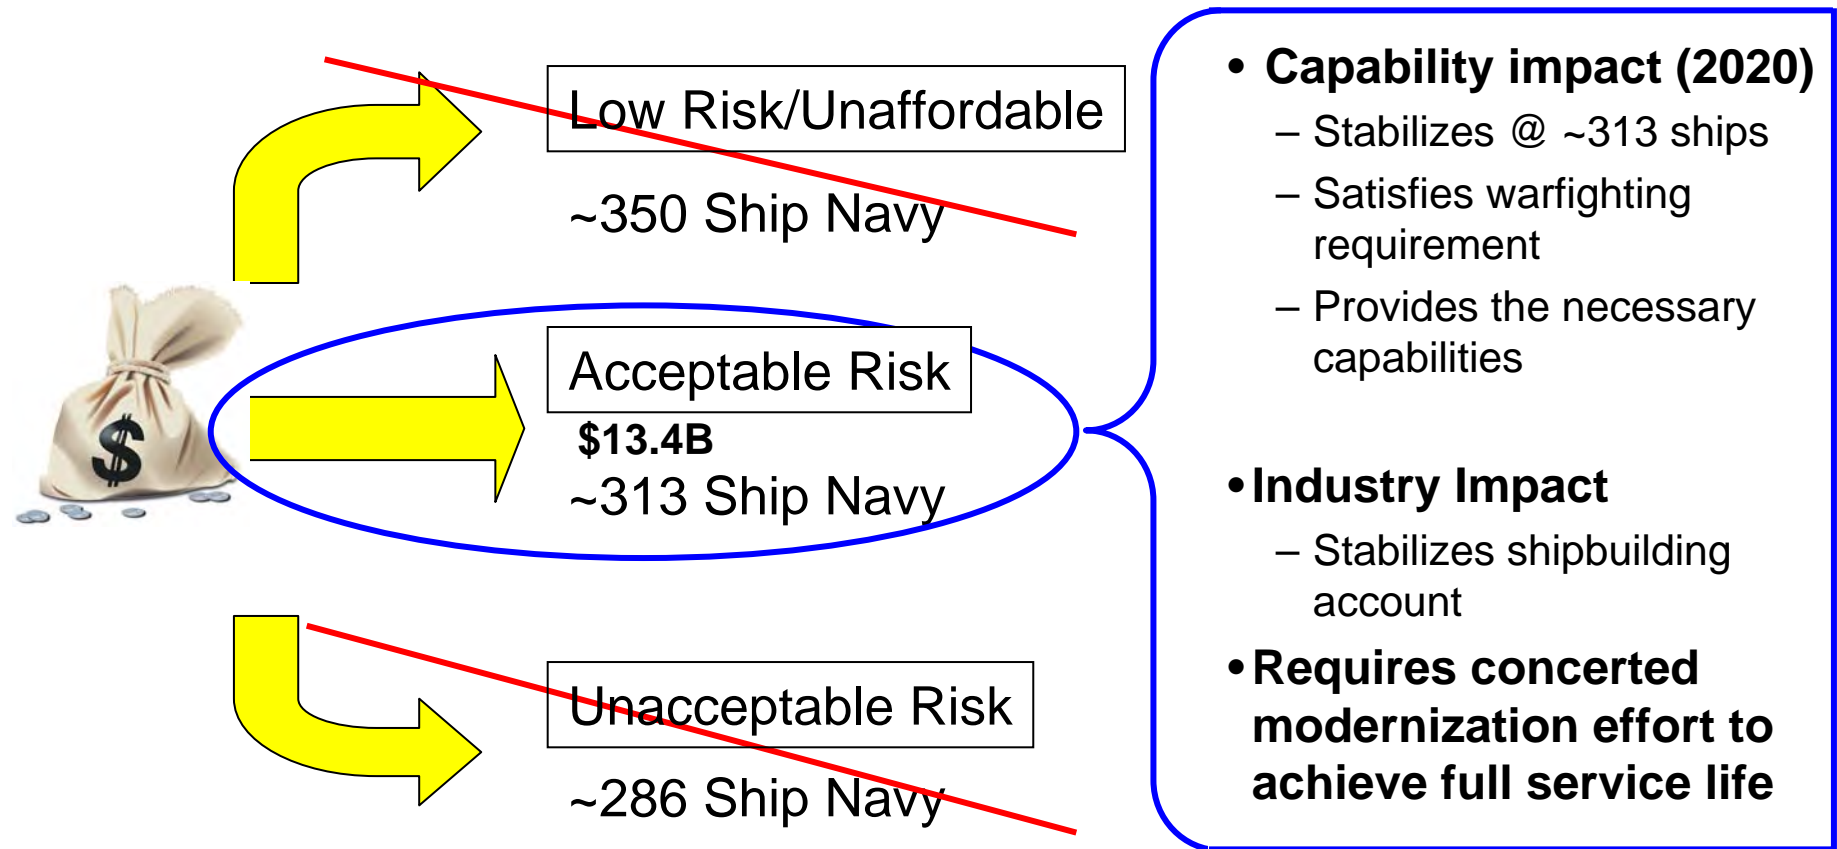 Low Risk/Unaffordable
~350 Ship Navy
$
Acceptable Risk
$13.4B
~313 Ship Navy
Unacceptable Risk
~286 Ship Navy
• Capability impact (2020)
– Stabilizes @ ~313 ships
– Satisfies warfighting
requirement
– Provides the necessary
capabilities
•Industry Impact
– Stabilizes shipbuilding
account
•Requires concerted
modernization effort to
achieve full service life